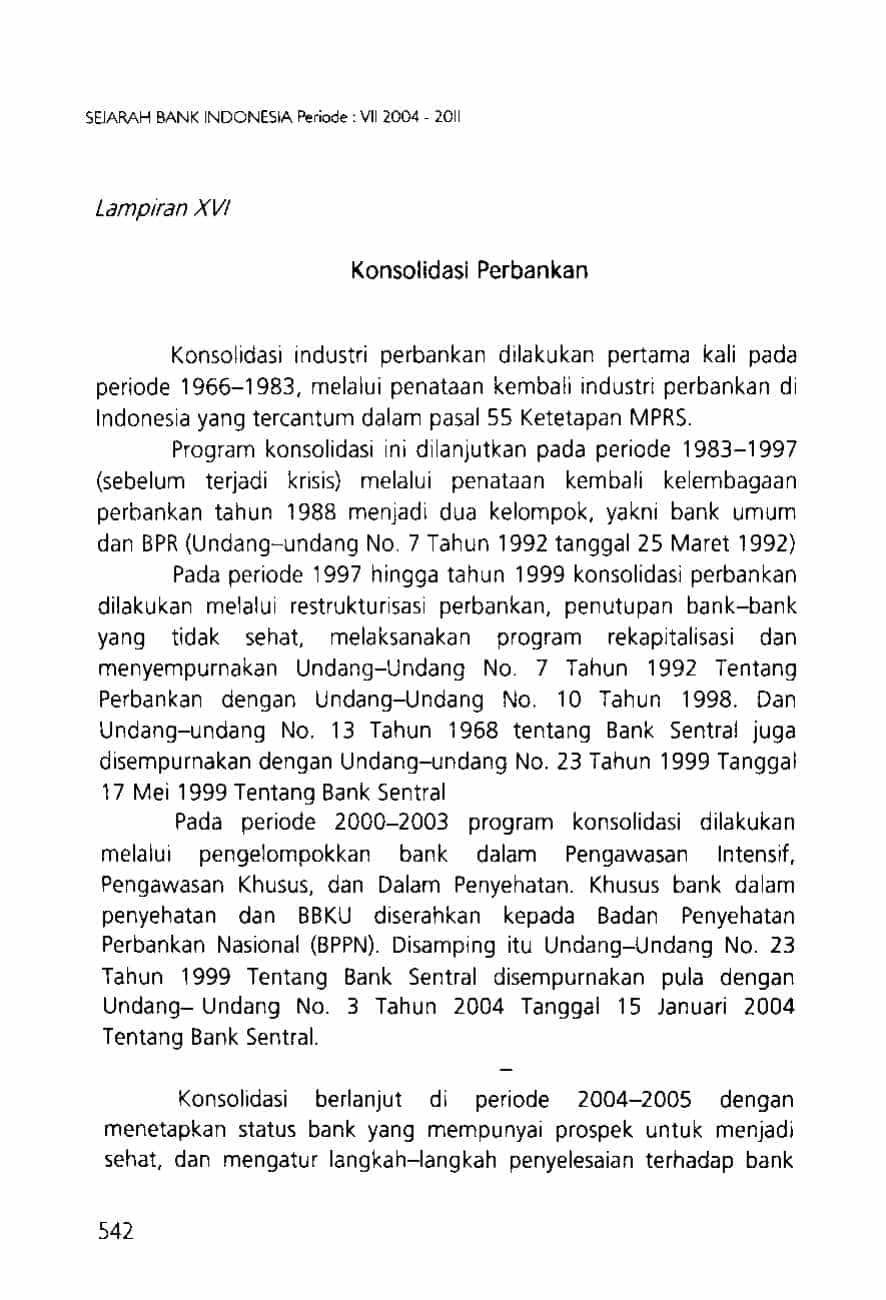 SEJARAH BANK INDONESIA Periode : VII 2004 - 2011
Lampiran XVI
Konsolidasi Perbankan
Konsolidasi industri perbankan dilakukan pertama kali pada
periode 1966–1983, melalui penataan kembali industri perbankan di
Indonesia yang tercantum dalam pasal 55 Ketetapan MPRS.
Program konsolidasi ini dilanjutkan pada periode 1983–1997
(sebelum terjadi krisis) melalui penataan kembali kelembagaan
perbankan tahun 1988 menjadi dua kelompok, yakni bank umum
dan BPR (Undang–undang No. 7 Tahun 1992 tanggal 25 Maret 1992)
Pada periode 1997 hingga tahun 1999 konsolidasi perbankan
dilakukan melalui restrukturisasi perbankan, penutupan bank–bank
yang tidak sehat, melaksanakan program rekapitalisasi dan
menyempurnakan Undang–Undang No. 7 Tahun 1992 Tentang
Perbankan dengan Undang–Undang No. 10 Tahun 1998. Dan
Undang–undang No. 13 Tahun 1968 tentang Bank Sentral juga
disempurnakan dengan Undang–undang No. 23 Tahun 1999 Tanggal
17 Mei 1999 Tentang Bank Sentral
Pada periode 2000–2003 program konsolidasi dilakukan
melalui pengelompokkan bank dalam Pengawasan Intensif,
Pengawasan Khusus, dan Dalam Penyehatan. Khusus bank dalam
penyehatan dan BBKU diserahkan kepada Badan Penyehatan
Perbankan Nasional (BPPN). Disamping itu Undang–Undang No. 23
Tahun 1999 Tentang Bank Sentral disempurnakan pula dengan
Undang– Undang No. 3 Tahun 2004 Tanggal 15 Januari 2004
Tentang Bank Sentral.
–
Konsolidasi berlanjut di periode 2004–2005 dengan
menetapkan status bank yang mempunyai prospek untuk menjadi
sehat, dan mengatur langkah–langkah penyelesaian terhadap bank
542